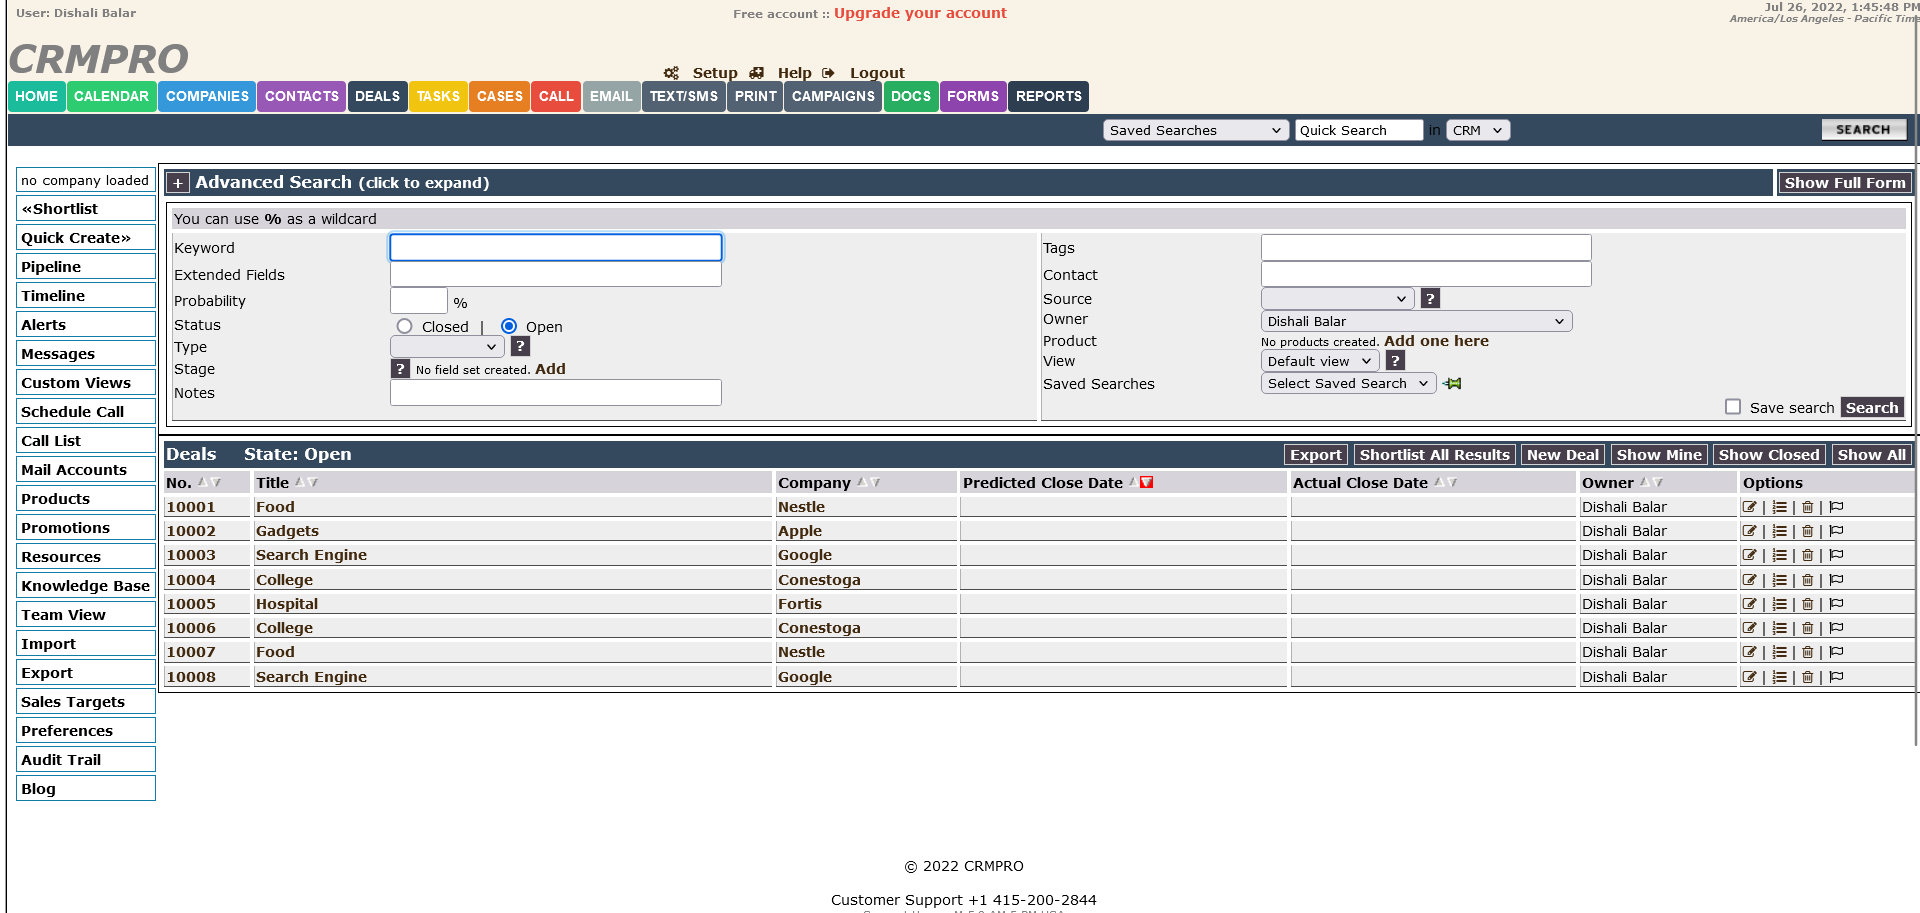 User: Dishali Balar
Free account :: Upgrade your account
Jul 26, 2022, 1:45:48 PM
America/Los Angeles - Pacific Time
CRMPRO
Setup Help Logout
HOME CALENDAR COMPANIES CONTACTS DEALS TASKS CASES CALL EMAIL TEXT/SMS PRINT CAMPAIGNS DOCS FORMS REPORTS
Saved Searches Quick Search in CRM SEARCH
no company loaded
«Shortlist
Quick Create»
Pipeline
Timeline
Alerts
Messages
Custom Views
Schedule Call
Call List
Mail Accounts
Products
Promotions
Resources
Knowledge Base
Team View
Import
Export
Sales Targets
Preferences
Audit Trail
Blog
+ Advanced Search (click to expand) Show Full Form
You can use % as a wildcard
Keyword
Extended Fields
Probability %
Status Closed | Open
Type ?
Stage ? No field set created. Add
Notes
Tags
Contact
Source ?
Owner Dishali Balar
Product No products created. Add one here
View Default view ?
Saved Searches Select Saved Search
Save search Search
Deals State: Open Export Shortlist All Results New Deal Show Mine Show Closed Show All
No. Title Company Predicted Close Date Actual Close Date Owner Options
10001 Food Nestle Dishali Balar | | |
10002 Gadgets Apple Dishali Balar | | |
10003 Search Engine Google Dishali Balar | | |
10004 College Conestoga Dishali Balar | | |
10005 Hospital Fortis Dishali Balar | | |
10006 College Conestoga Dishali Balar | | |
10007 Food Nestle Dishali Balar | | |
10008 Search Engine Google Dishali Balar | | |
© 2022 CRMPRO
Customer Support +1 415-200-2844